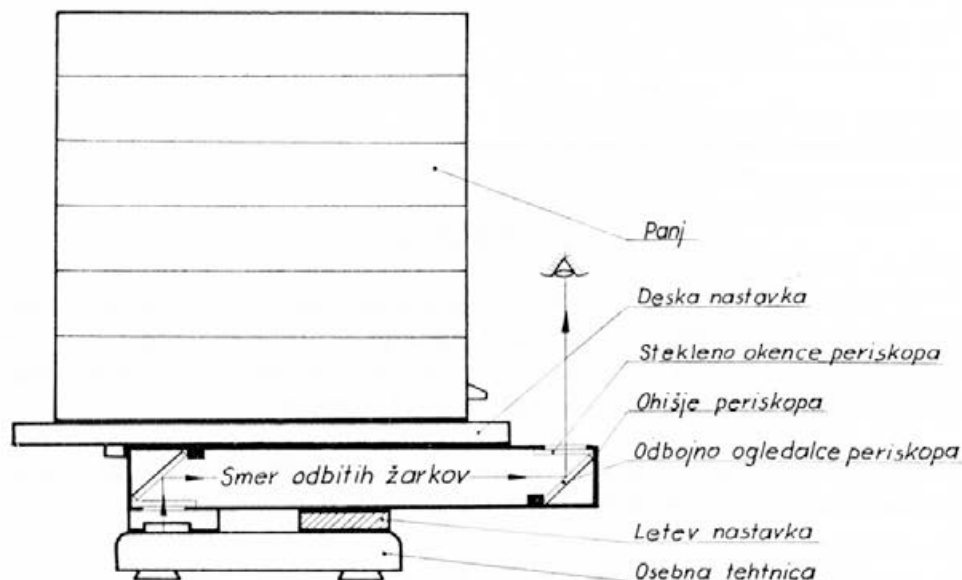 Panj
Deska nastavka
Stekleno okence periskopa
Ohišje periskopa
Odbojno ogledalce periskopa
Smer odbitih žarkov
Letev nastavka
Osebna tehtnica